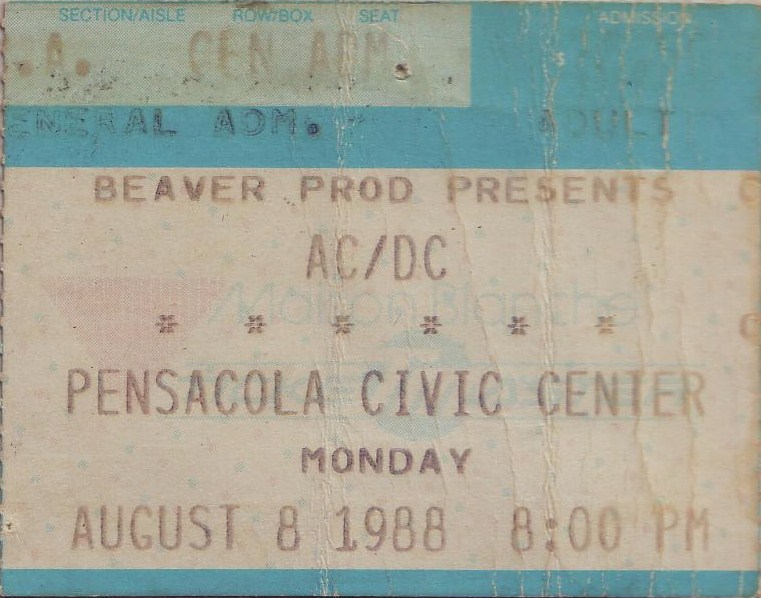 SECTION/AISLE ROW/BOX SEAT ADMISSION
.A. GEN ADM.
ENERAL ADM. ADULT
BEAVER PROD PRESENTS
AC/DC
* * * * * *
PENSACOLA CIVIC CENTER
MONDAY
AUGUST 8 1988 8:00 PM